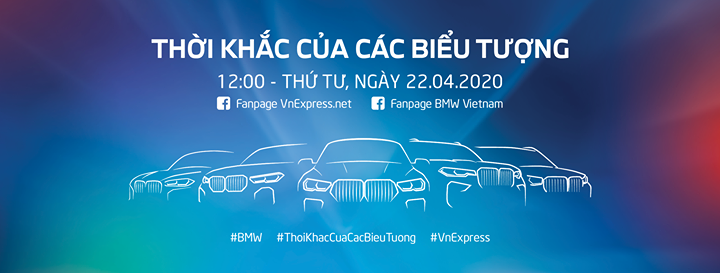 THỜI KHẮC CỦA CÁC BIỂU TƯỢNG
12:00 - THỨ TƯ, NGÀY 22.04.2020
Fanpage VnExpress.net Fanpage BMW Vietnam
#BMW #ThoiKhacCuaCacBieuTuong #VnExpress